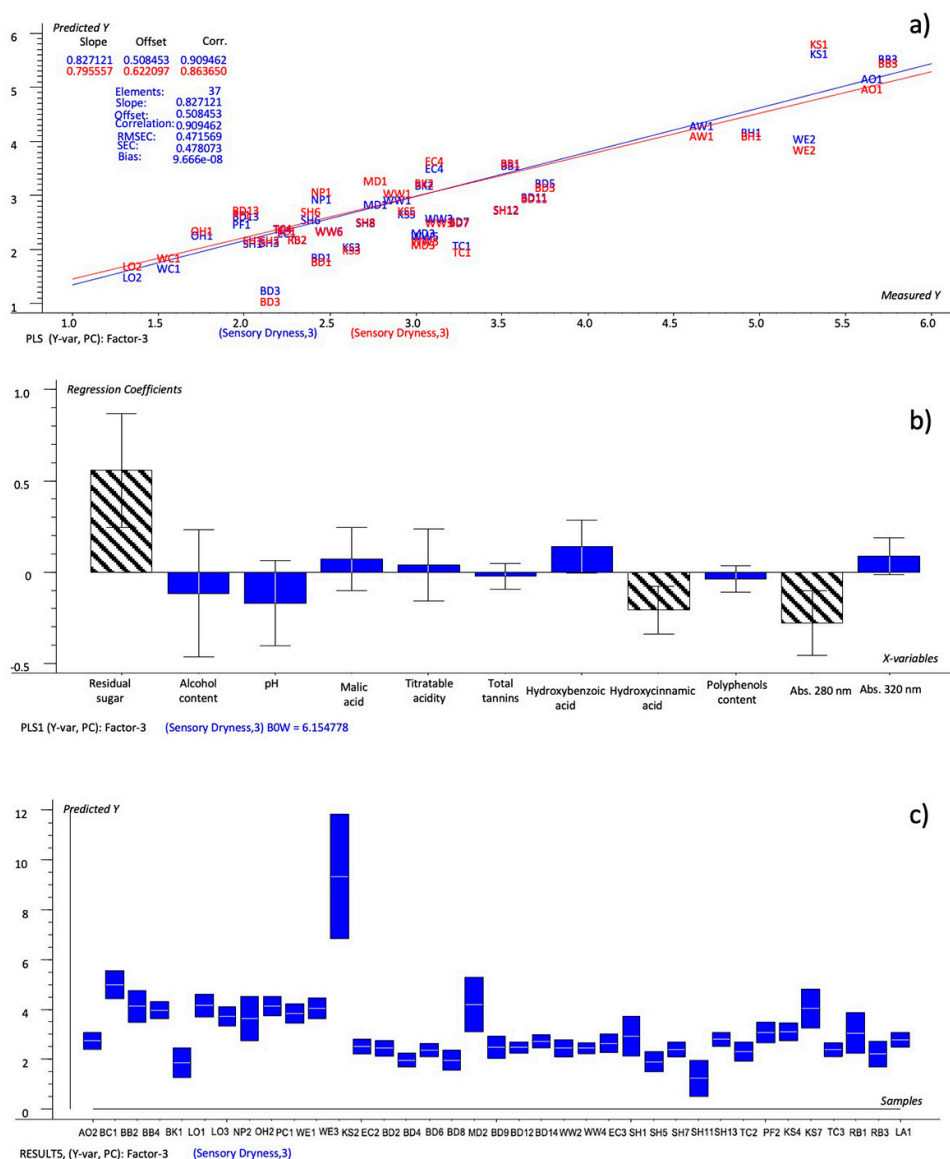 Predicted Y
a)
Slope Offset Corr.
0.827121 0.508453 0.909462
0.795557 0.622097 0.863650
Elements: 37
Slope: 0.827121
Offset: 0.508453
Correlation: 0.909462
RMSEC: 0.471569
SEC: 0.478073
Bias: 9.666e-08
6
5
4
3
2
1
KS1
KS1
BB3
BB3
AO1
AO1
AW1
AW1
BH1
BH1
WE2
WE2
EC4
EC4
BB1
BB1
MD1
MD1
BK2
BK2
BD5
BD3
NP1
NP1
WW1
WW1
BD11
BD11
SH12
SH6
SH6
KS5
KS5
BD13
BD13
PF1
OH1
OH1
SH8
WW3
WW3
BD7
WW6
MD3
MD3
RB2
EC1
SH1
SH3
SH3
KS3
KS3
TC1
TC1
BD1
BD1
WC1
WC1
LO2
LO2
BD3
BD3
Measured Y
1.0 1.5 2.0 2.5 3.0 3.5 4.0 4.5 5.0 5.5 6.0
PLS (Y-var, PC): Factor-3 (Sensory Dryness,3) (Sensory Dryness,3)
Regression Coefficients
b)
1.0
0.5
0
-0.5
X-variables
Residual sugar
Alcohol content
pH
Malic acid
Titratable acidity
Total tannins
Hydroxybenzoic acid
Hydroxycinnamic acid
Polyphenols content
Abs. 280 nm
Abs. 320 nm
PLS1 (Y-var, PC): Factor-3 (Sensory Dryness,3) B0W = 6.154778
Predicted Y
c)
12
10
8
6
4
2
0
Samples
AO2 BC1 BB2 BB4 BK1 LO1 LO3 NP2 OH2 PC1 WE1 WE3 KS2 EC2 BD2 BD4 BD6 BD8 MD2 BD9 BD12 BD14 WW2 WW4 EC3 SH1 SH5 SH7 SH11 SH13 TC2 PF2 KS4 KS7 TC3 RB1 RB3 LA1
RESULT5, (Y-var, PC): Factor-3 (Sensory Dryness,3)